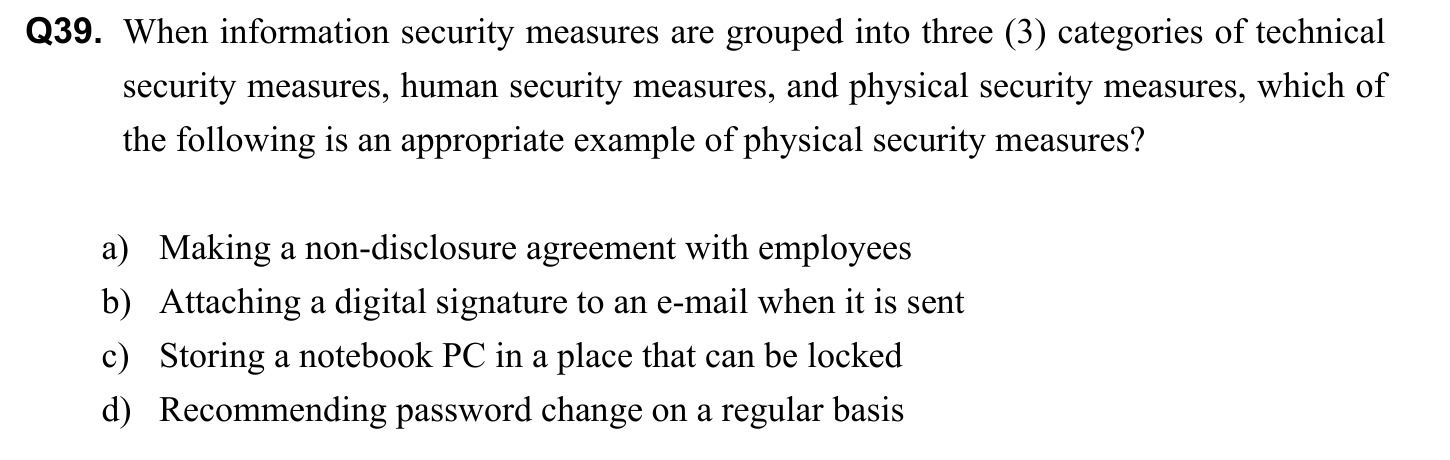 Q39. When information security measures are grouped into three (3) categories of technical
security measures, human security measures, and physical security measures, which of
the following is an appropriate example of physical security measures?
a) Making a non-disclosure agreement with employees
b) Attaching a digital signature to an e-mail when it is sent
c) Storing a notebook PC in a place that can be locked
d) Recommending password change on a regular basis